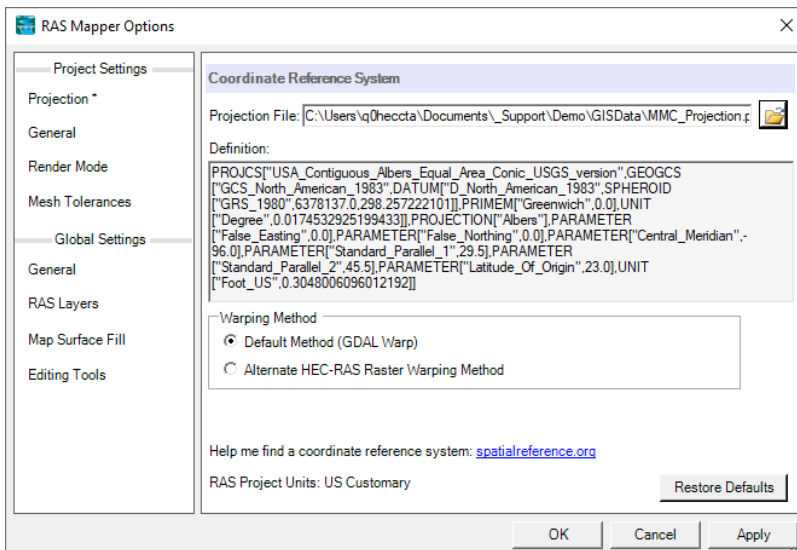 RAS Mapper Options
Project Settings
Projection *
General
Render Mode
Mesh Tolerances
Global Settings
General
RAS Layers
Map Surface Fill
Editing Tools
Coordinate Reference System
Projection File: C:\Users\q0heccta\Documents\_Support\Demo\GISData\MMC_Projection.p
Definition:
PROJCS["USA_Contiguous_Albers_Equal_Area_Conic_USGS_version",GEOGCS
["GCS_North_American_1983",DATUM["D_North_American_1983",SPHEROID
["GRS_1980",6378137.0,298.257222101]],PRIMEM["Greenwich",0.0],UNIT
["Degree",0.0174532925199433]],PROJECTION["Albers"],PARAMETER
["False_Easting",0.0],PARAMETER["False_Northing",0.0],PARAMETER["Central_Meridian",-
96.0],PARAMETER["Standard_Parallel_1",29.5],PARAMETER
["Standard_Parallel_2",45.5],PARAMETER["Latitude_Of_Origin",23.0],UNIT
["Foot_US",0.3048006096012192]]
Warping Method
Default Method (GDAL Warp)
Alternate HEC-RAS Raster Warping Method
Help me find a coordinate reference system: spatialreference.org
RAS Project Units: US Customary
Restore Defaults
OK
Cancel
Apply